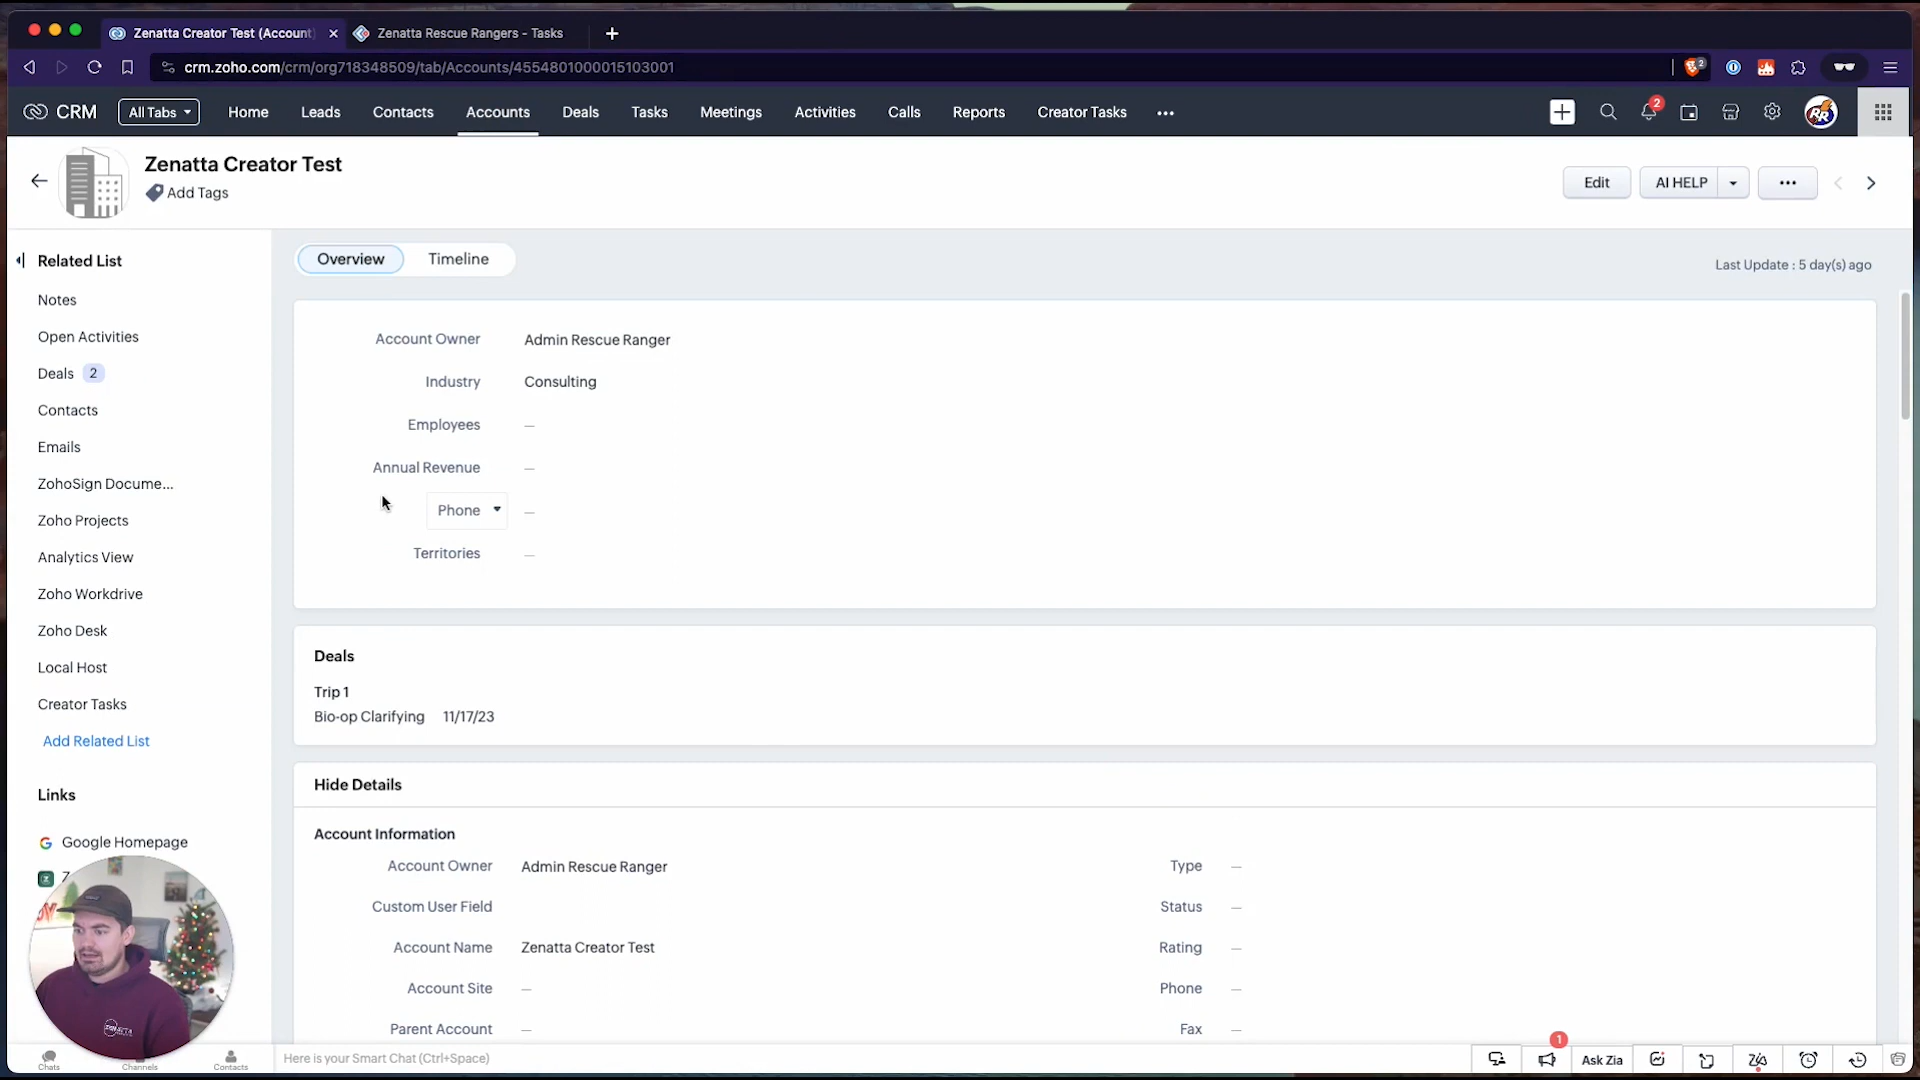 Zenatta Creator Test (Account
Zenatta Rescue Rangers - Tasks
crm.zoho.com/crm/org718348509/tab/Accounts/4554801000015103001
2
CRM
All Tabs
Home
Leads
Contacts
Accounts
Deals
Tasks
Meetings
Activities
Calls
Reports
Creator Tasks
2
RR
Zenatta Creator Test
Add Tags
Edit
AI HELP
Related List
Notes
Open Activities
Deals 2
Contacts
Emails
ZohoSign Docume...
Zoho Projects
Analytics View
Zoho Workdrive
Zoho Desk
Local Host
Creator Tasks
Add Related List
Links
Google Homepage
Z
Overview
Timeline
Last Update : 5 day(s) ago
Account Owner Admin Rescue Ranger
Industry Consulting
Employees —
Annual Revenue —
Phone —
Territories —
Deals
Trip 1
Bio-op Clarifying 11/17/23
Hide Details
Account Information
Account Owner Admin Rescue Ranger
Type —
Custom User Field
Status —
Account Name Zenatta Creator Test
Rating —
Account Site —
Phone —
Parent Account —
Fax —
ZENATTA
Chats
Channels
Contacts
Here is your Smart Chat (Ctrl+Space)
1
Ask Zia